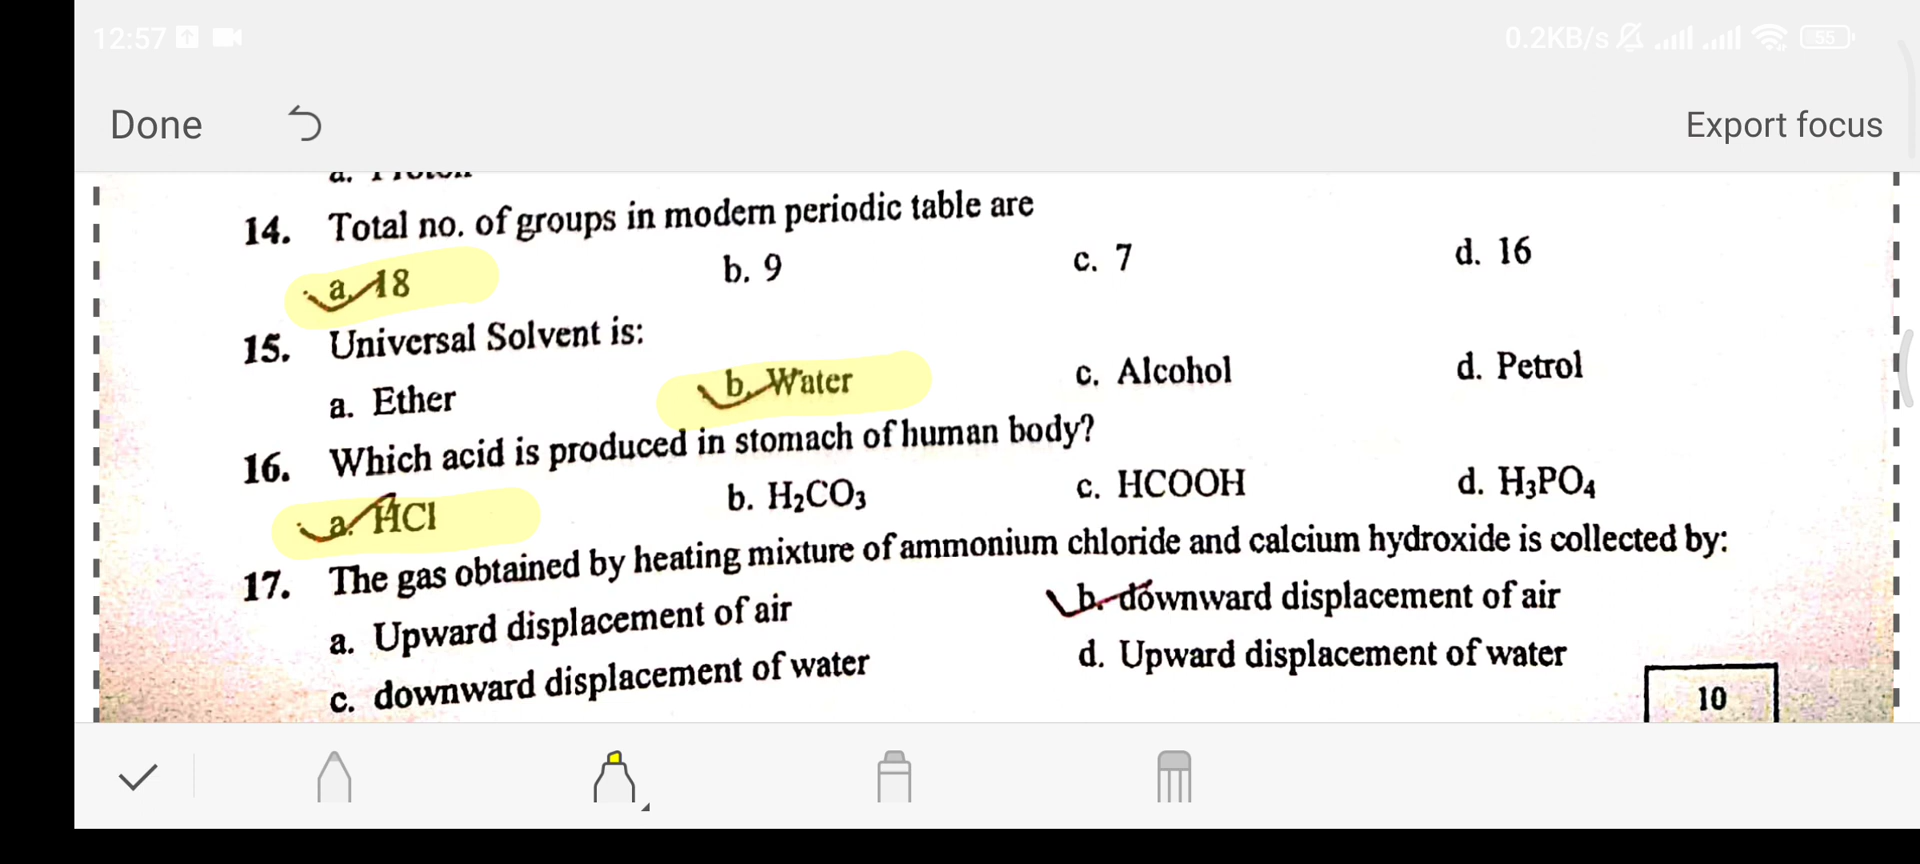 12:57
0.2KB/s 55
Done
Export focus
14. Total no. of groups in modern periodic table are
a. 18 b. 9 c. 7 d. 16
15. Universal Solvent is:
a. Ether b. Water c. Alcohol d. Petrol
16. Which acid is produced in stomach of human body?
a. HCl b. H₂CO₃ c. HCOOH d. H₃PO₄
17. The gas obtained by heating mixture of ammonium chloride and calcium hydroxide is collected by:
a. Upward displacement of air b. downward displacement of air
c. downward displacement of water d. Upward displacement of water
10